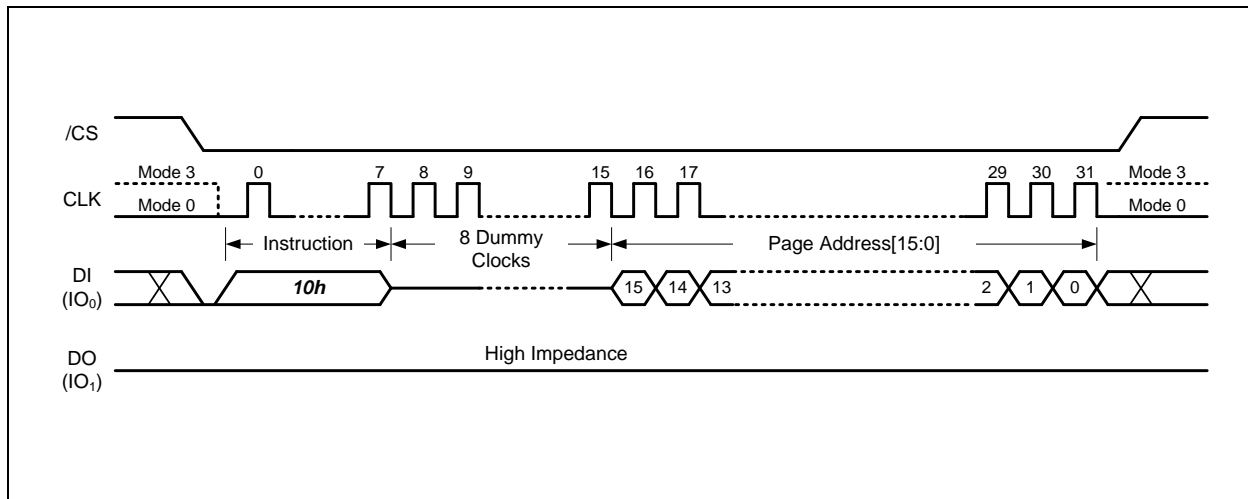 /CS
Mode 3 0 7 8 9 15 16 17 29 30 31 Mode 3
CLK
Mode 0 Mode 0
Instruction 8 Dummy Page Address[15:0]
Clocks
DI 10h 15 14 13 2 1 0
(IO0)
High Impedance
DO
(IO1)